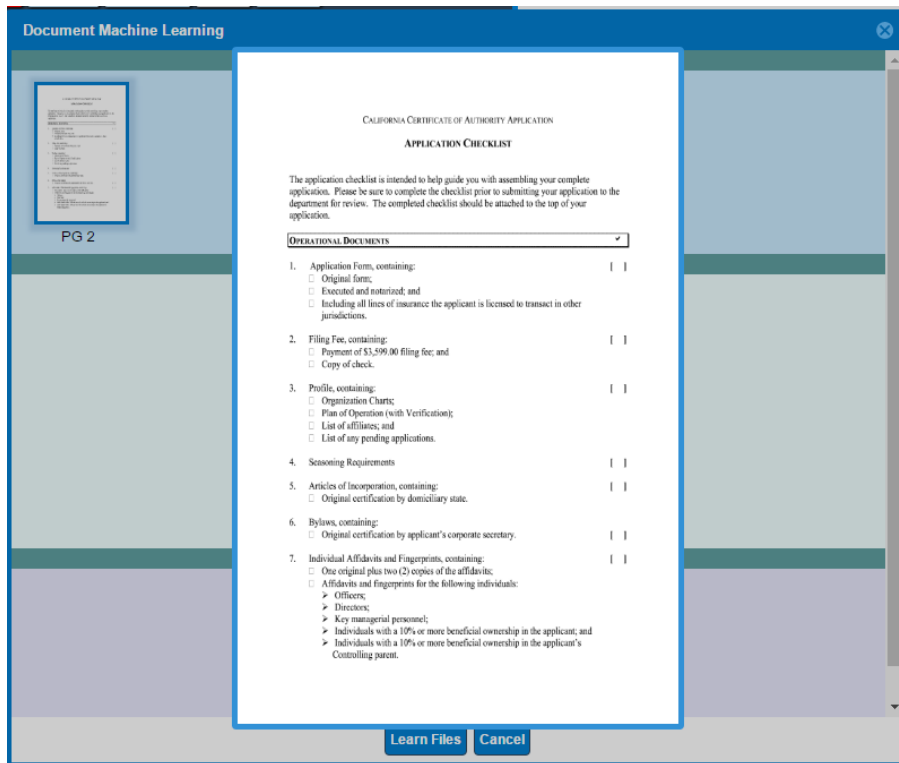 Document Machine Learning
PG 2
CALIFORNIA CERTIFICATE OF AUTHORITY APPLICATION
APPLICATION CHECKLIST
The application checklist is intended to help guide you with assembling your complete
application. Please be sure to complete the checklist prior to submitting your application to the
department for review. The completed checklist should be attached to the top of your
application.
OPERATIONAL DOCUMENTS ✔
1. Application Form, containing: [ ]
□ Original form;
□ Executed and notarized; and
□ Including all lines of insurance the applicant is licensed to transact in other
jurisdictions.
2. Filing Fee, containing: [ ]
□ Payment of $3,599.00 filing fee; and
□ Copy of check.
3. Profile, containing: [ ]
□ Organization Charts;
□ Plan of Operation (with Verification);
□ List of affiliates; and
□ List of any pending applications.
4. Seasoning Requirements [ ]
5. Articles of Incorporation, containing: [ ]
□ Original certification by domiciliary state.
6. Bylaws, containing:
□ Original certification by applicant's corporate secretary. [ ]
7. Individual Affidavits and Fingerprints, containing: [ ]
□ One original plus two (2) copies of the affidavits;
□ Affidavits and fingerprints for the following individuals:
➢ Officers;
➢ Directors;
➢ Key managerial personnel;
➢ Individuals with a 10% or more beneficial ownership in the applicant; and
➢ Individuals with a 10% or more beneficial ownership in the applicant's
Controlling parent.
Learn Files Cancel